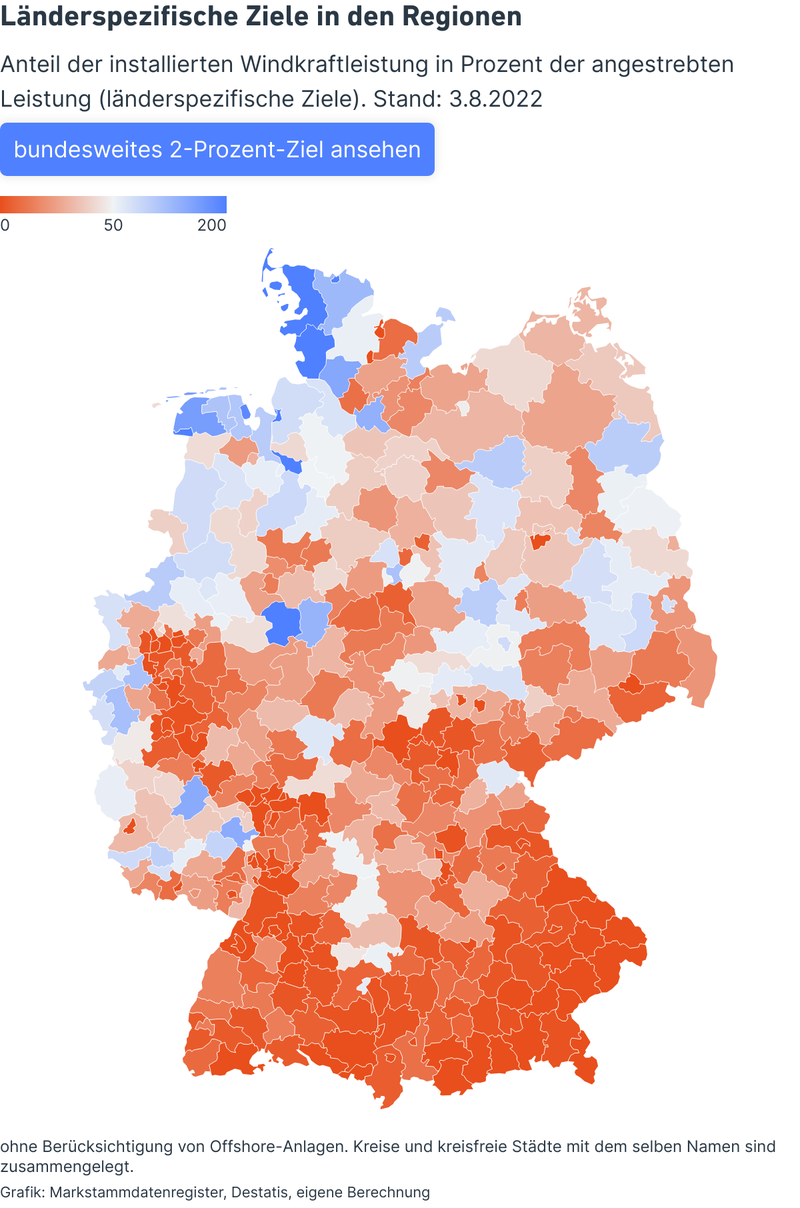 Länderspezifische Ziele in den Regionen
Anteil der installierten Windkraftleistung in Prozent der angestrebten
Leistung (länderspezifische Ziele). Stand: 3.8.2022
bundesweites 2-Prozent-Ziel ansehen
0 50 200
ohne Berücksichtigung von Offshore-Anlagen. Kreise und kreisfreie Städte mit dem selben Namen sind
zusammengelegt.
Grafik: Markstammdatenregister, Destatis, eigene Berechnung